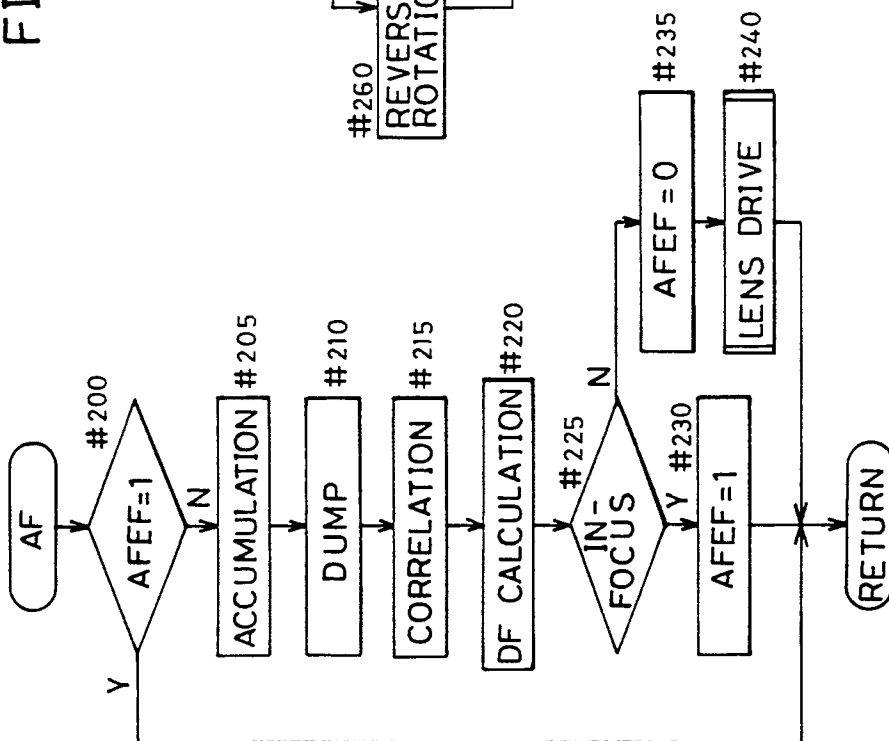 FI
AF
#200
AFEF=1
Y
N
ACCUMULATION
#205
DUMP
#210
CORRELATION
#215
DF CALCULATION
#220
#225
IN-
FOCUS
N
Y
#230
AFEF=1
AFEF=0
#235
LENS DRIVE
#240
RETURN
#260
REVERS
ROTATIO